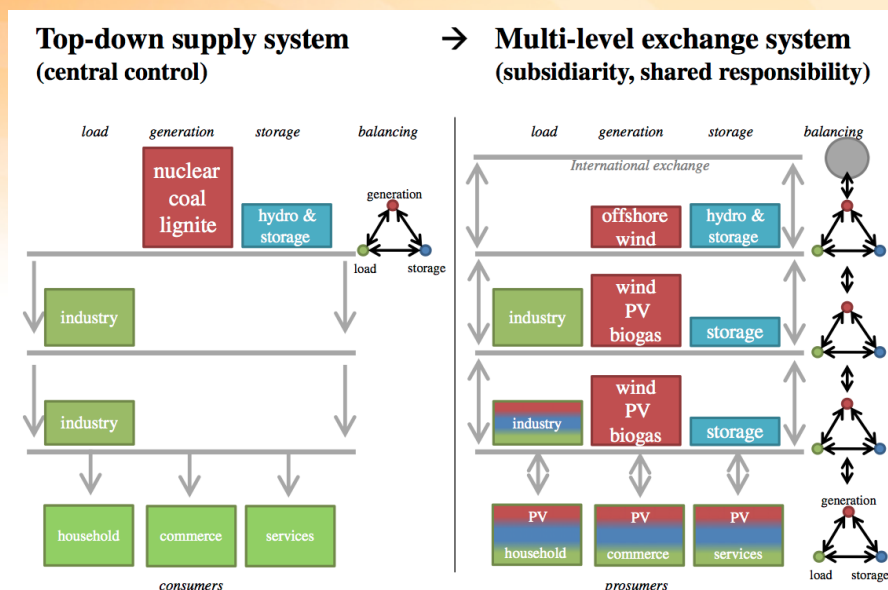 Top-down supply system
(central control)
→
Multi-level exchange system
(subsidiarity, shared responsibility)
load generation storage balancing
nuclear
coal
lignite
hydro &
storage
generation
load storage
industry
industry
household
commerce
services
consumers
load generation storage balancing
International exchange
offshore
wind
hydro &
storage
industry
wind
PV
biogas
storage
industry
wind
PV
biogas
storage
PV
household
PV
commerce
PV
services
generation
load storage
prosumers